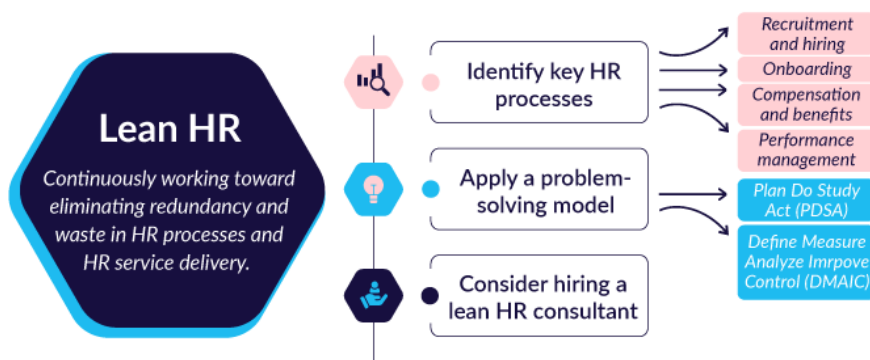 Lean HR
Continuously working toward
eliminating redundancy and
waste in HR processes and
HR service delivery.
Identify key HR
processes
Recruitment
and hiring
Onboarding
Compensation
and benefits
Performance
management
Apply a problem-
solving model
Plan Do Study
Act (PDSA)
Define Measure
Analyze Imrpove
Control (DMAIC)
Consider hiring a
lean HR consultant